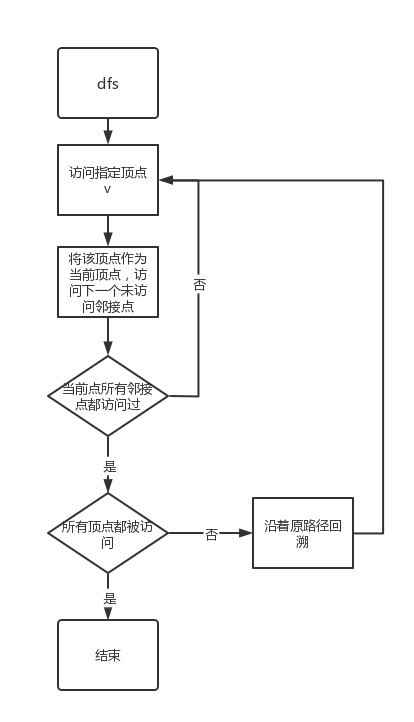 dfs
访问指定顶点
v
将该顶点作为
当前顶点，访
问下一个未访
问邻接点
否
当前点所有邻接
点都访问过
是
所有顶点都被访
问
否
沿着原路径回
溯
是
结束